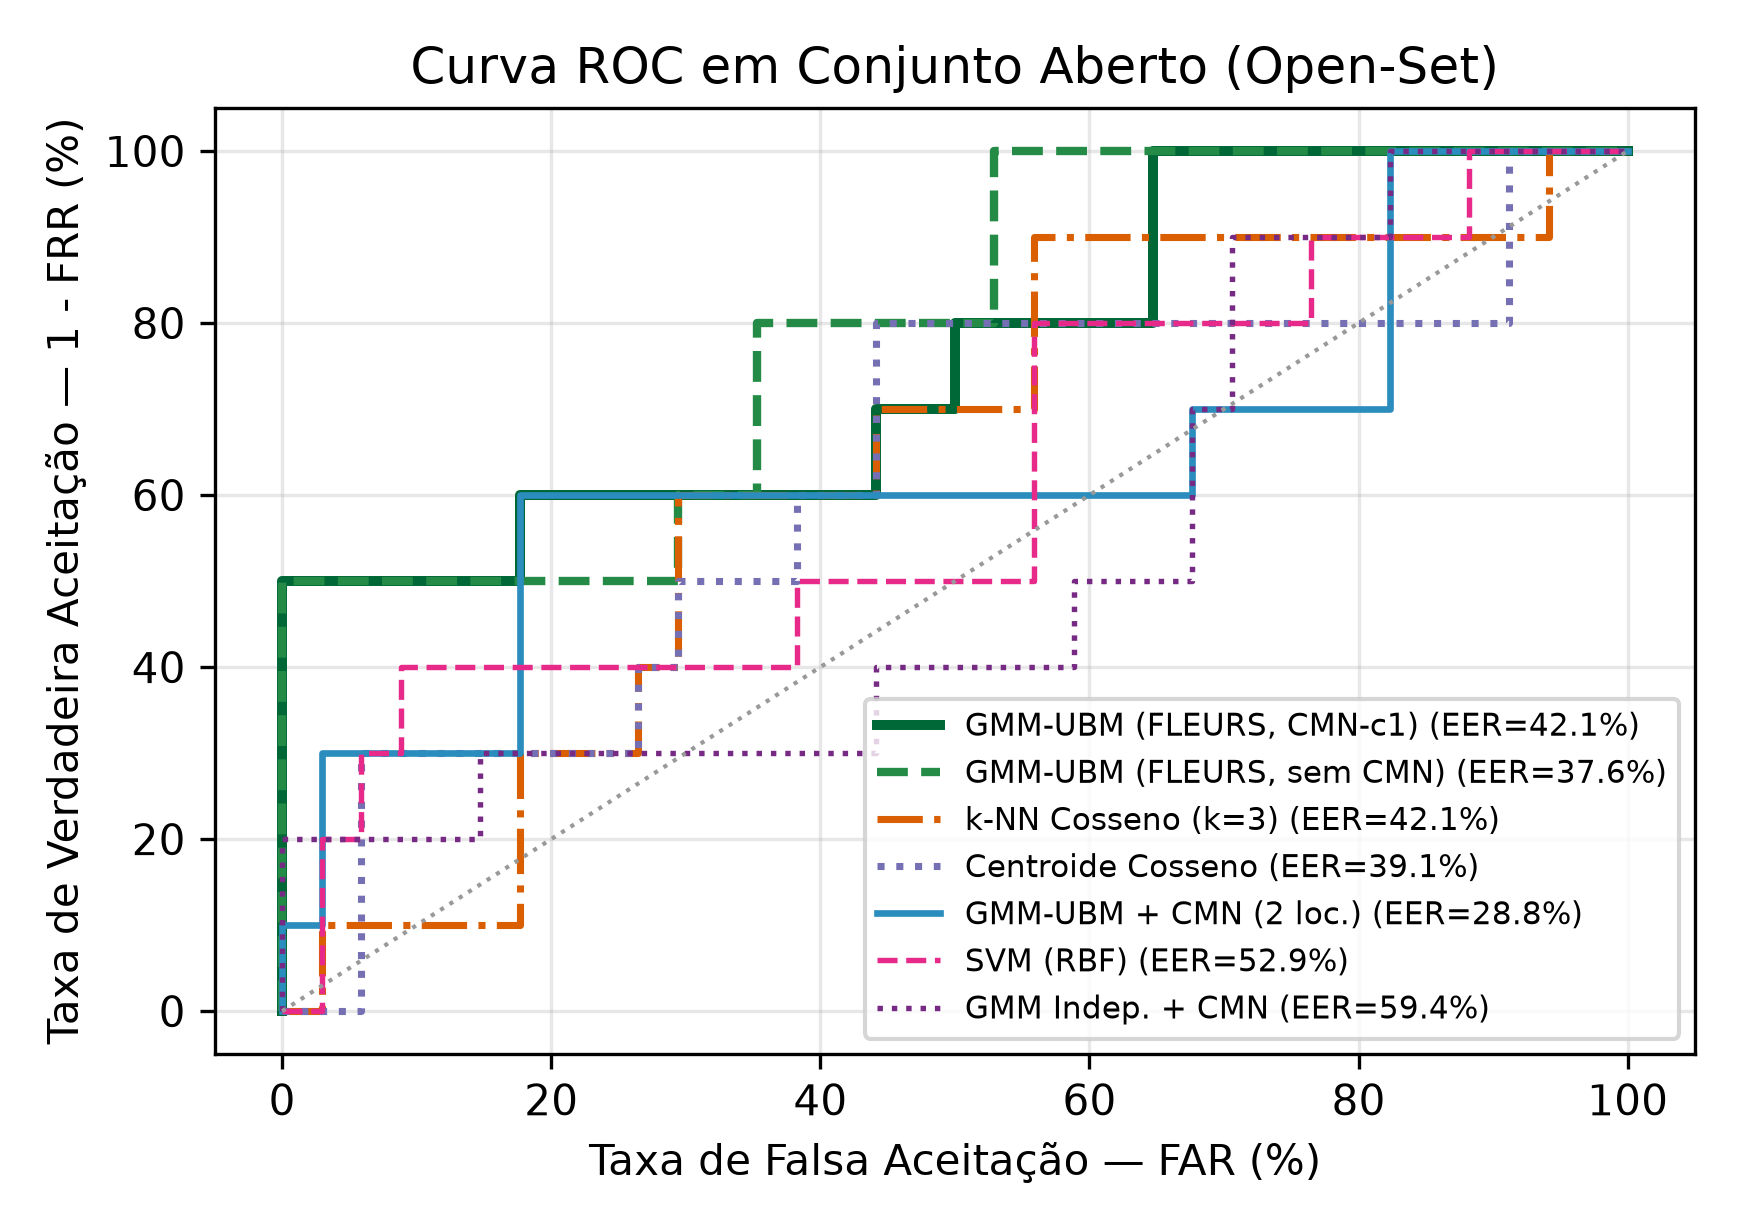 Curva ROC em Conjunto Aberto (Open-Set)
Taxa de Verdadeira Aceitação — 1 - FRR (%)
100
80
60
40
20
0
GMM-UBM (FLEURS, CMN-c1) (EER=42.1%)
GMM-UBM (FLEURS, sem CMN) (EER=37.6%)
k-NN Cosseno (k=3) (EER=42.1%)
Centroide Cosseno (EER=39.1%)
GMM-UBM + CMN (2 loc.) (EER=28.8%)
SVM (RBF) (EER=52.9%)
GMM Indep. + CMN (EER=59.4%)
0 20 40 60 80 100
Taxa de Falsa Aceitação — FAR (%)